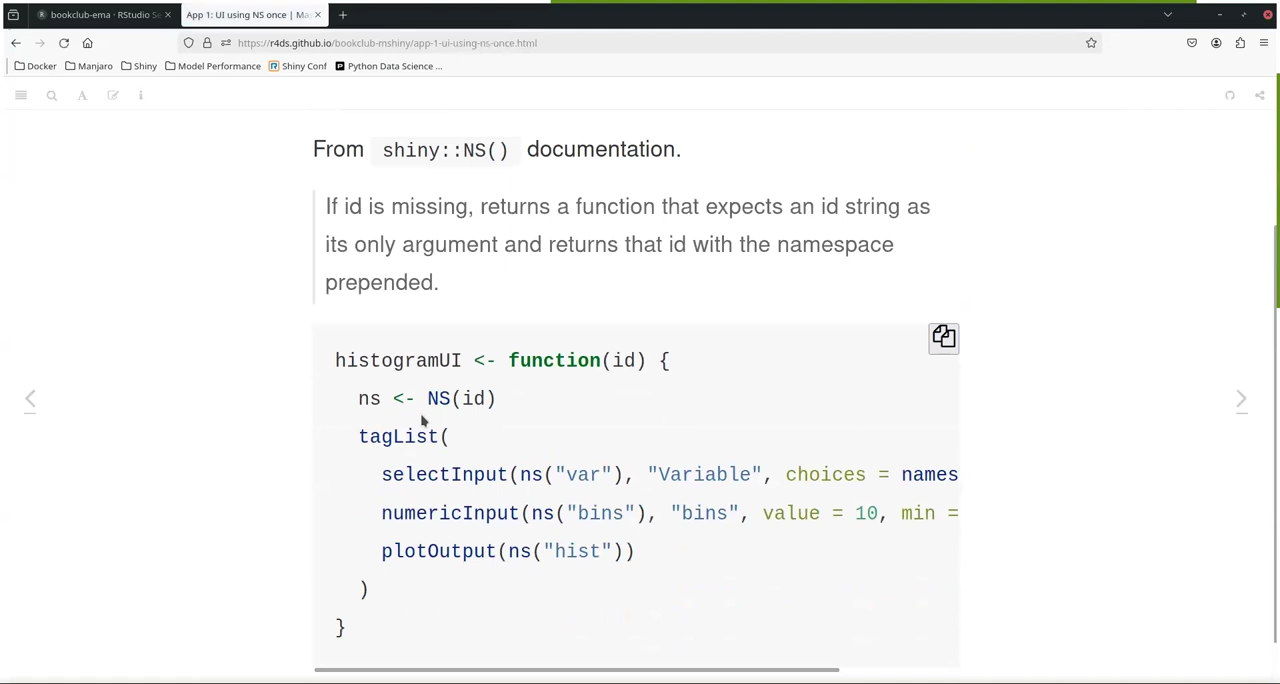 bookclub-ema · RStudio Se
App 1: UI using NS once | Ma
https://r4ds.github.io/bookclub-mshiny/app-1-ui-using-ns-once.html
Docker Manjaro Shiny Model Performance Shiny Conf Python Data Science ...
From shiny::NS() documentation.
If id is missing, returns a function that expects an id string as
its only argument and returns that id with the namespace
prepended.
histogramUI <- function(id) {
ns <- NS(id)
tagList(
selectInput(ns("var"), "Variable", choices = names
numericInput(ns("bins"), "bins", value = 10, min =
plotOutput(ns("hist"))
)
}